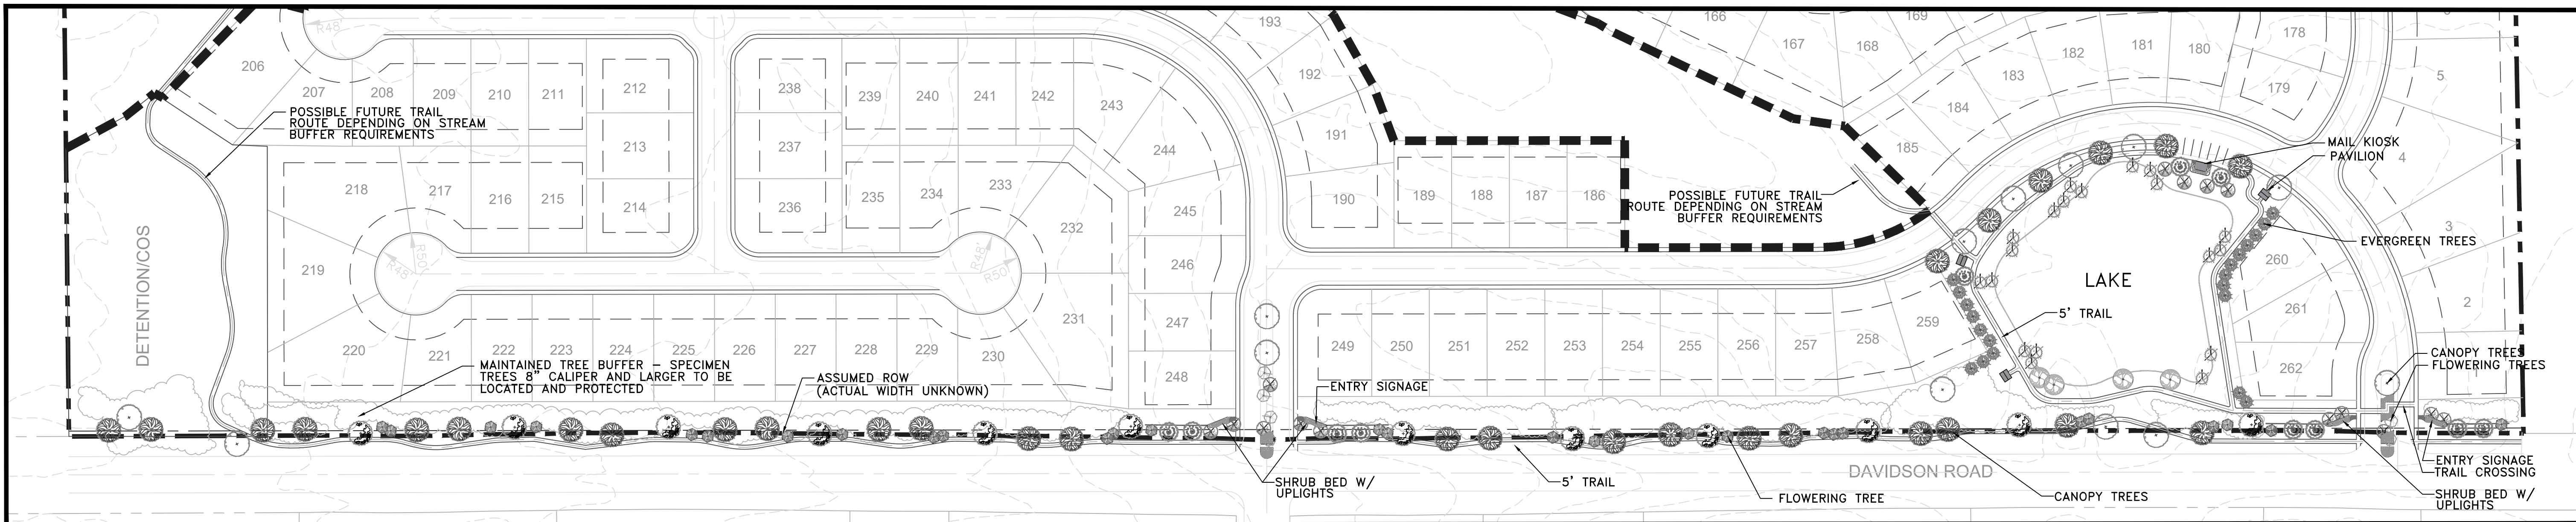 193
166
169
178
R48'
206
192
167
168
182
181
180
5
183
179
207
208
209
210
211
212
238
239
240
241
242
243
184
POSSIBLE FUTURE TRAIL
ROUTE DEPENDING ON STREAM
BUFFER REQUIREMENTS
191
185
MAIL KIOSK
PAVILION
4
213
237
244
218
217
216
215
214
236
235
234
233
190
189
188
187
186
POSSIBLE FUTURE TRAIL
ROUTE DEPENDING ON STREAM
BUFFER REQUIREMENTS
245
232
3
EVERGREEN TREES
DETENTION/COS
219
R48'
R50'
R48'
R50'
246
260
LAKE
2
261
5' TRAIL
247
231
220
221
222
223
224
225
226
227
228
229
230
249
250
251
252
253
254
255
256
257
258
259
262
248
CANOPY TREES
FLOWERING TREES
MAINTAINED TREE BUFFER - SPECIMEN
TREES 8" CALIPER AND LARGER TO BE
LOCATED AND PROTECTED
ASSUMED ROW
(ACTUAL WIDTH UNKNOWN)
ENTRY SIGNAGE
DAVIDSON ROAD
ENTRY SIGNAGE
TRAIL CROSSING
SHRUB BED W/
UPLIGHTS
5' TRAIL
FLOWERING TREE
CANOPY TREES
SHRUB BED W/
UPLIGHTS